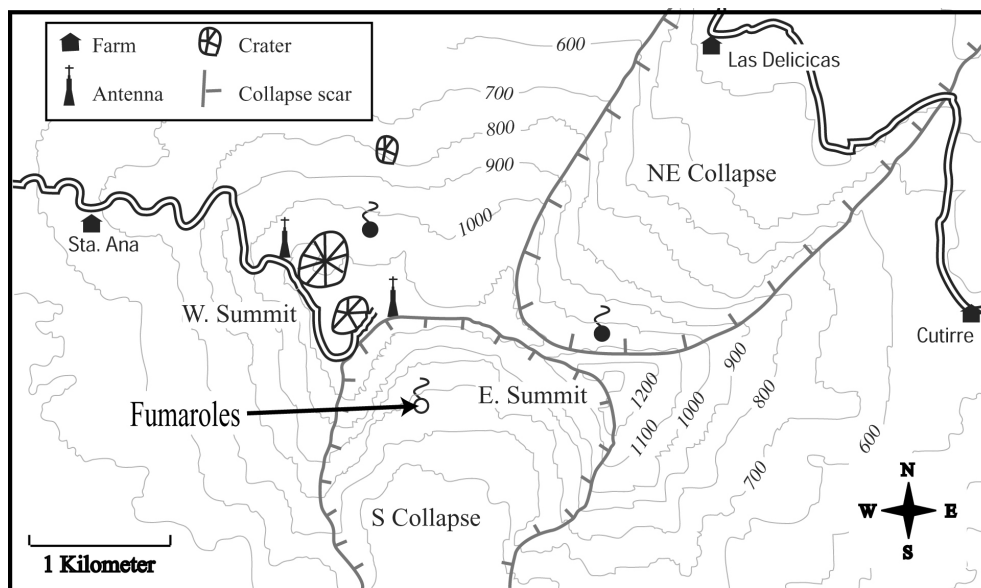 Farm
Crater
Antenna
Collapse scar
600
Las Delicicas
700
800
900
NE Collapse
1000
Sta. Ana
W. Summit
Cutirre
900
1200
800
E. Summit
1000
Fumaroles
1100
600
700
N
W
E
S
S Collapse
1 Kilometer